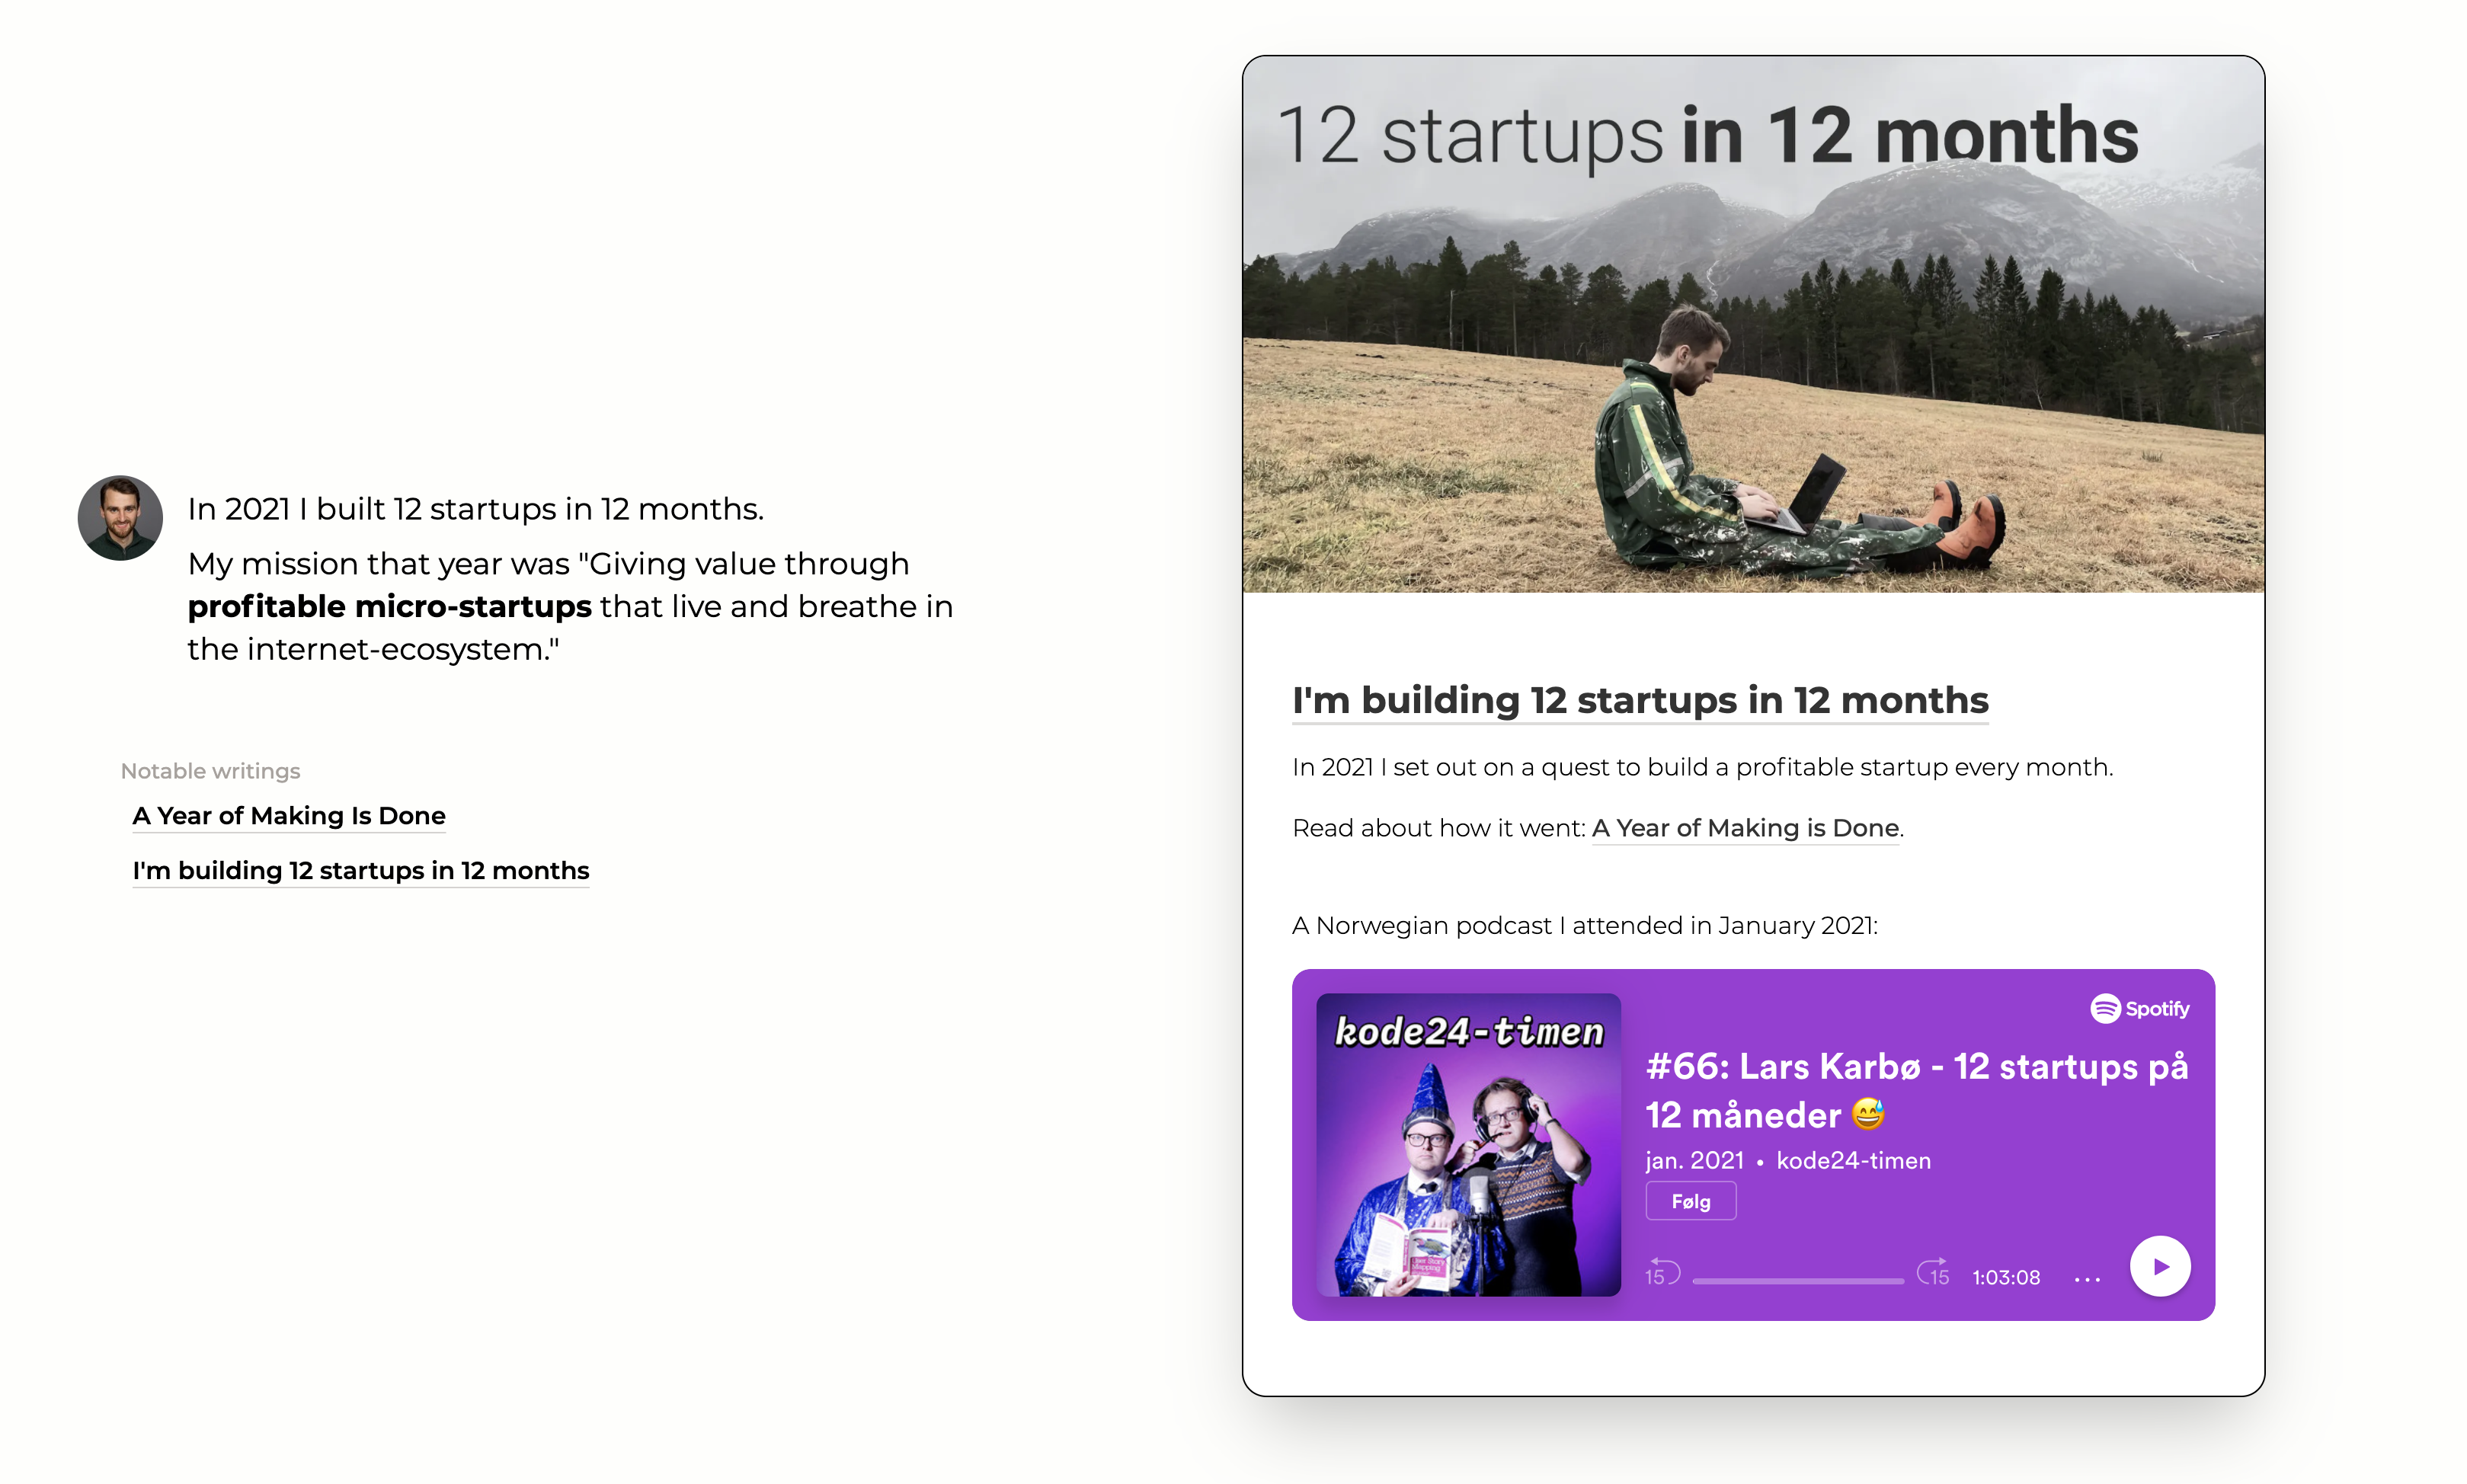 In 2021 I built 12 startups in 12 months.
My mission that year was "Giving value through
profitable micro-startups that live and breathe in
the internet-ecosystem."
Notable writings
A Year of Making Is Done
I'm building 12 startups in 12 months
12 startups in 12 months
I'm building 12 startups in 12 months
In 2021 I set out on a quest to build a profitable startup every month.
Read about how it went: A Year of Making is Done.
A Norwegian podcast I attended in January 2021:
kode24-timen
User Story
Mapping
Spotify
#66: Lars Karbø - 12 startups på
12 måneder 😅
jan. 2021 • kode24-timen
Følg
15
15
1:03:08
...